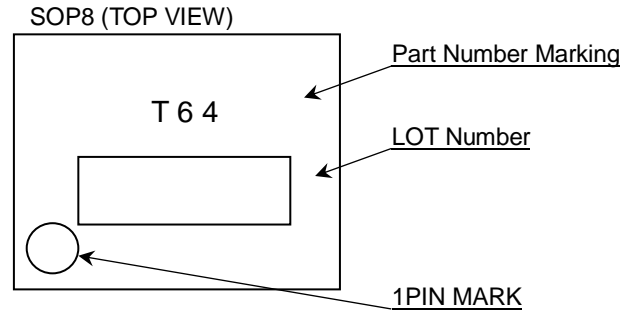 SOP8 (TOP VIEW)
Part Number Marking
T 6 4
LOT Number
1PIN MARK